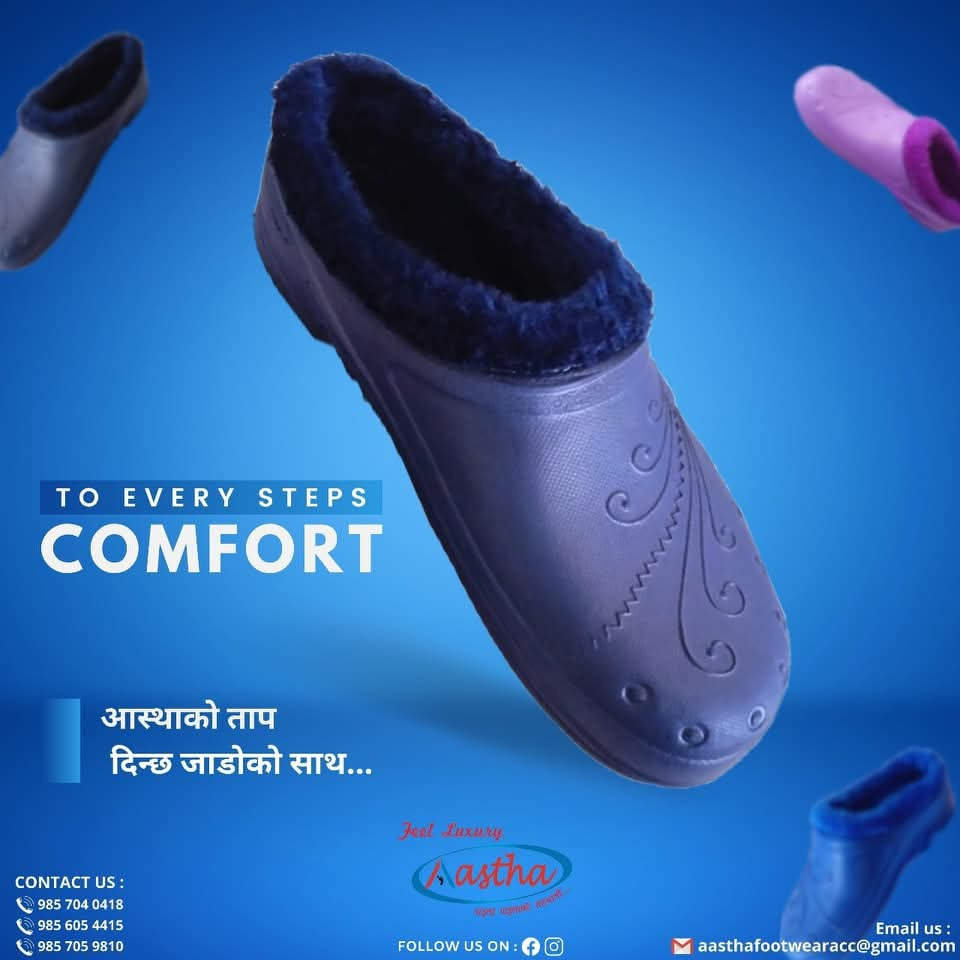 TO EVERY STEPS
COMFORT
आस्थाको ताप
दिन्छ जाडोको साथ...
Feel Luxury
Aastha
CONTACT US :
985 704 0418
985 605 4415
985 705 9810
FOLLOW US ON :
Email us :
aasthafootwearacc@gmail.com